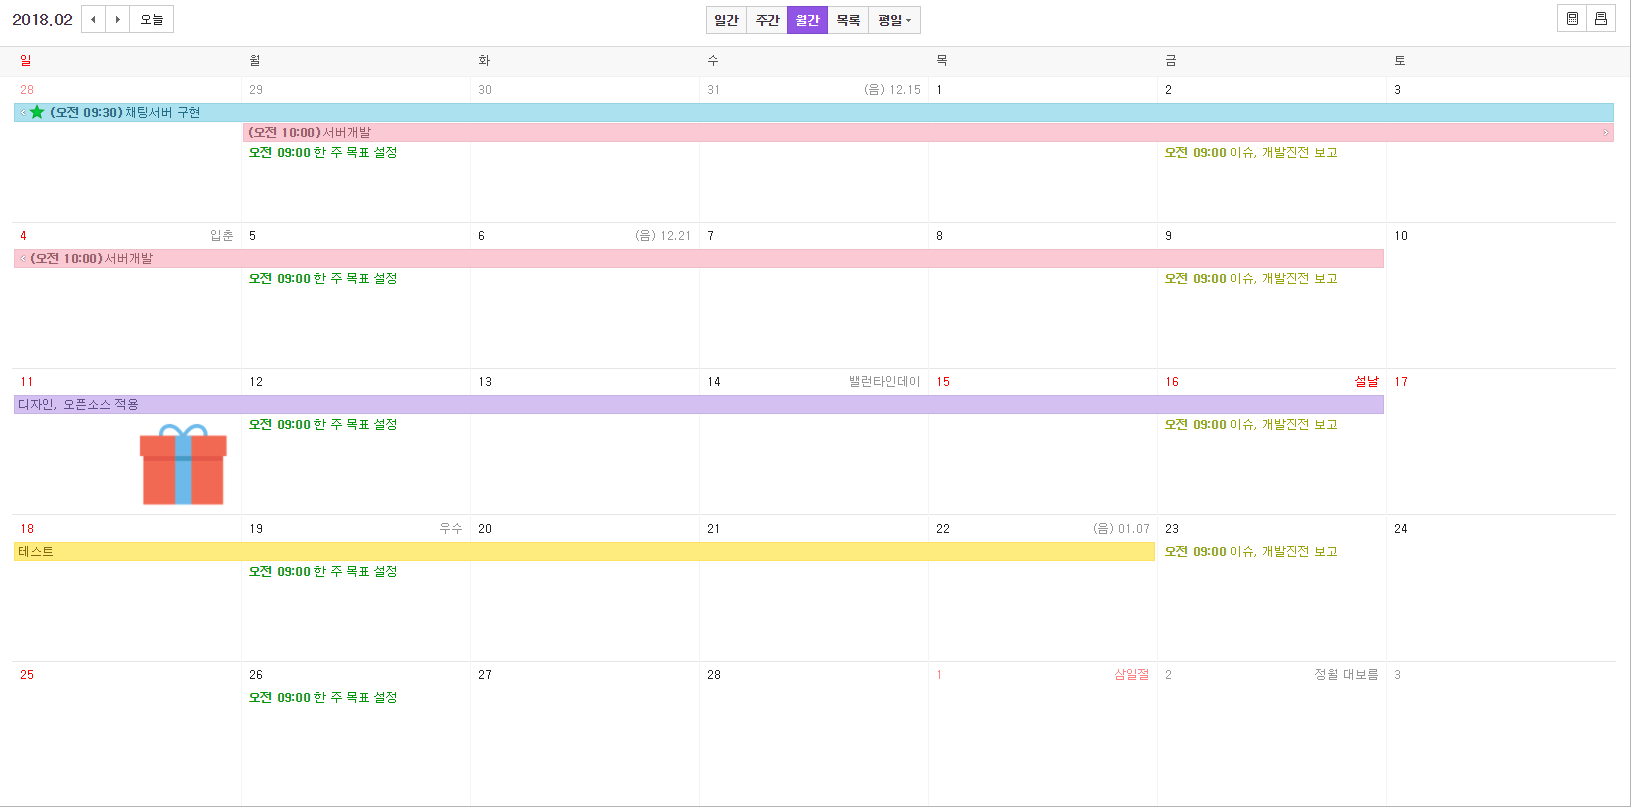 2018.02 오늘 일간 주간 월간 목록 평일
일 월 화 수 목 금 토
28 29 30 31 (음) 12.15 1 2 3
(오전 09:30) 채팅서버 구현
(오전 10:00) 서버개발
오전 09:00 한 주 목표 설정 오전 09:00 이슈, 개발진전 보고
4 입춘 5 6 (음) 12.21 7 8 9 10
(오전 10:00) 서버개발
오전 09:00 한 주 목표 설정 오전 09:00 이슈, 개발진전 보고
11 12 13 14 밸런타인데이 15 16 설날 17
디자인, 오픈소스 적용
오전 09:00 한 주 목표 설정 오전 09:00 이슈, 개발진전 보고
18 19 우수 20 21 22 (음) 01.07 23 24
테스트 오전 09:00 이슈, 개발진전 보고
오전 09:00 한 주 목표 설정
25 26 27 28 1 삼일절 2 정월 대보름 3
오전 09:00 한 주 목표 설정